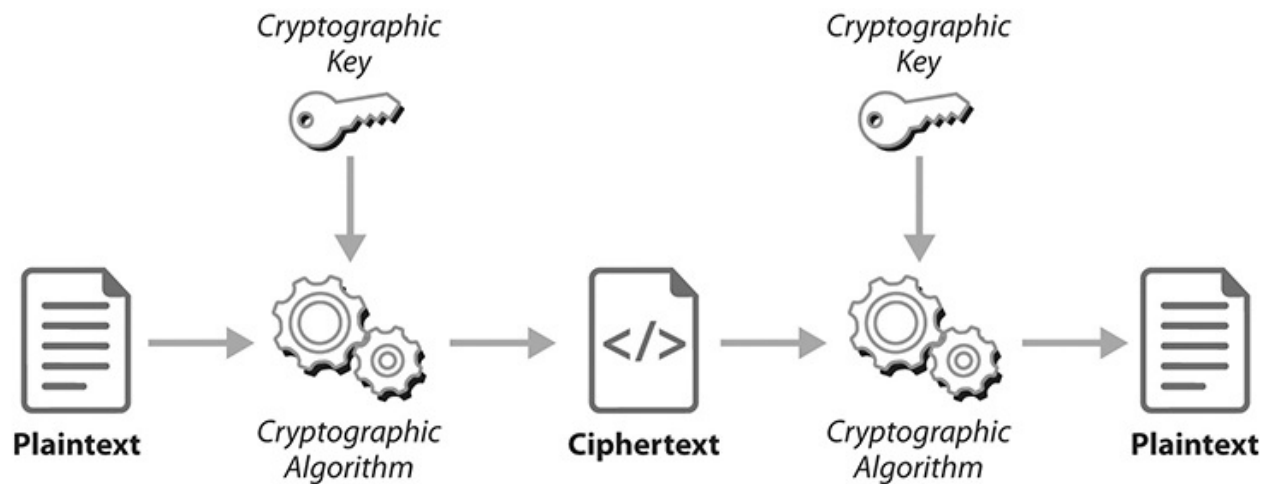 Cryptographic
Key
Cryptographic
Key
</>
Plaintext
Cryptographic
Algorithm
Ciphertext
Cryptographic
Algorithm
Plaintext